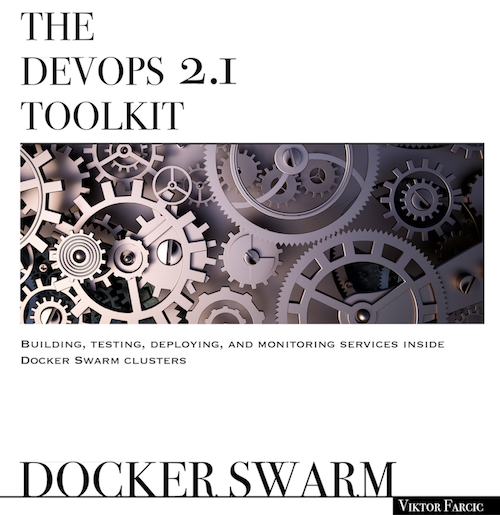 THE
DEVOPS 2.1
TOOLKIT
BUILDING, TESTING, DEPLOYING, AND MONITORING SERVICES INSIDE
DOCKER SWARM CLUSTERS
DOCKER SWARM
VIKTOR FARCIC